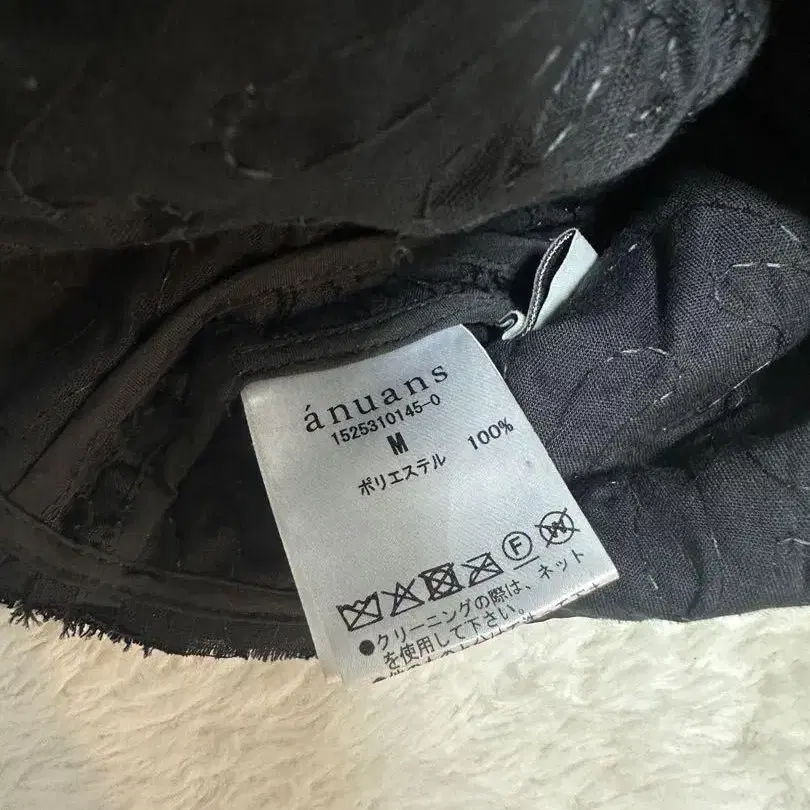 ánuans
1525310145-0
M
ポリエステル 100%
F W
●クリーニングの際は、ネット
を使用して下さい。